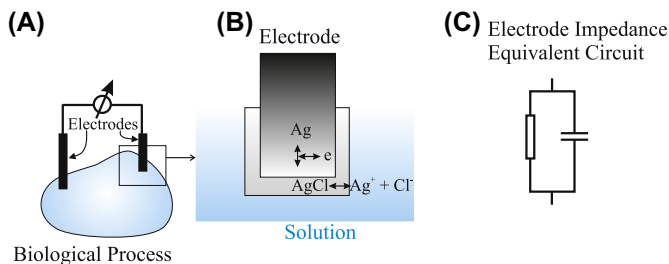 (A)
Electrodes
Biological Process
(B)
Electrode
Ag
e
AgCl Ag⁺ + Cl⁻
Solution
(C) Electrode Impedance
Equivalent Circuit